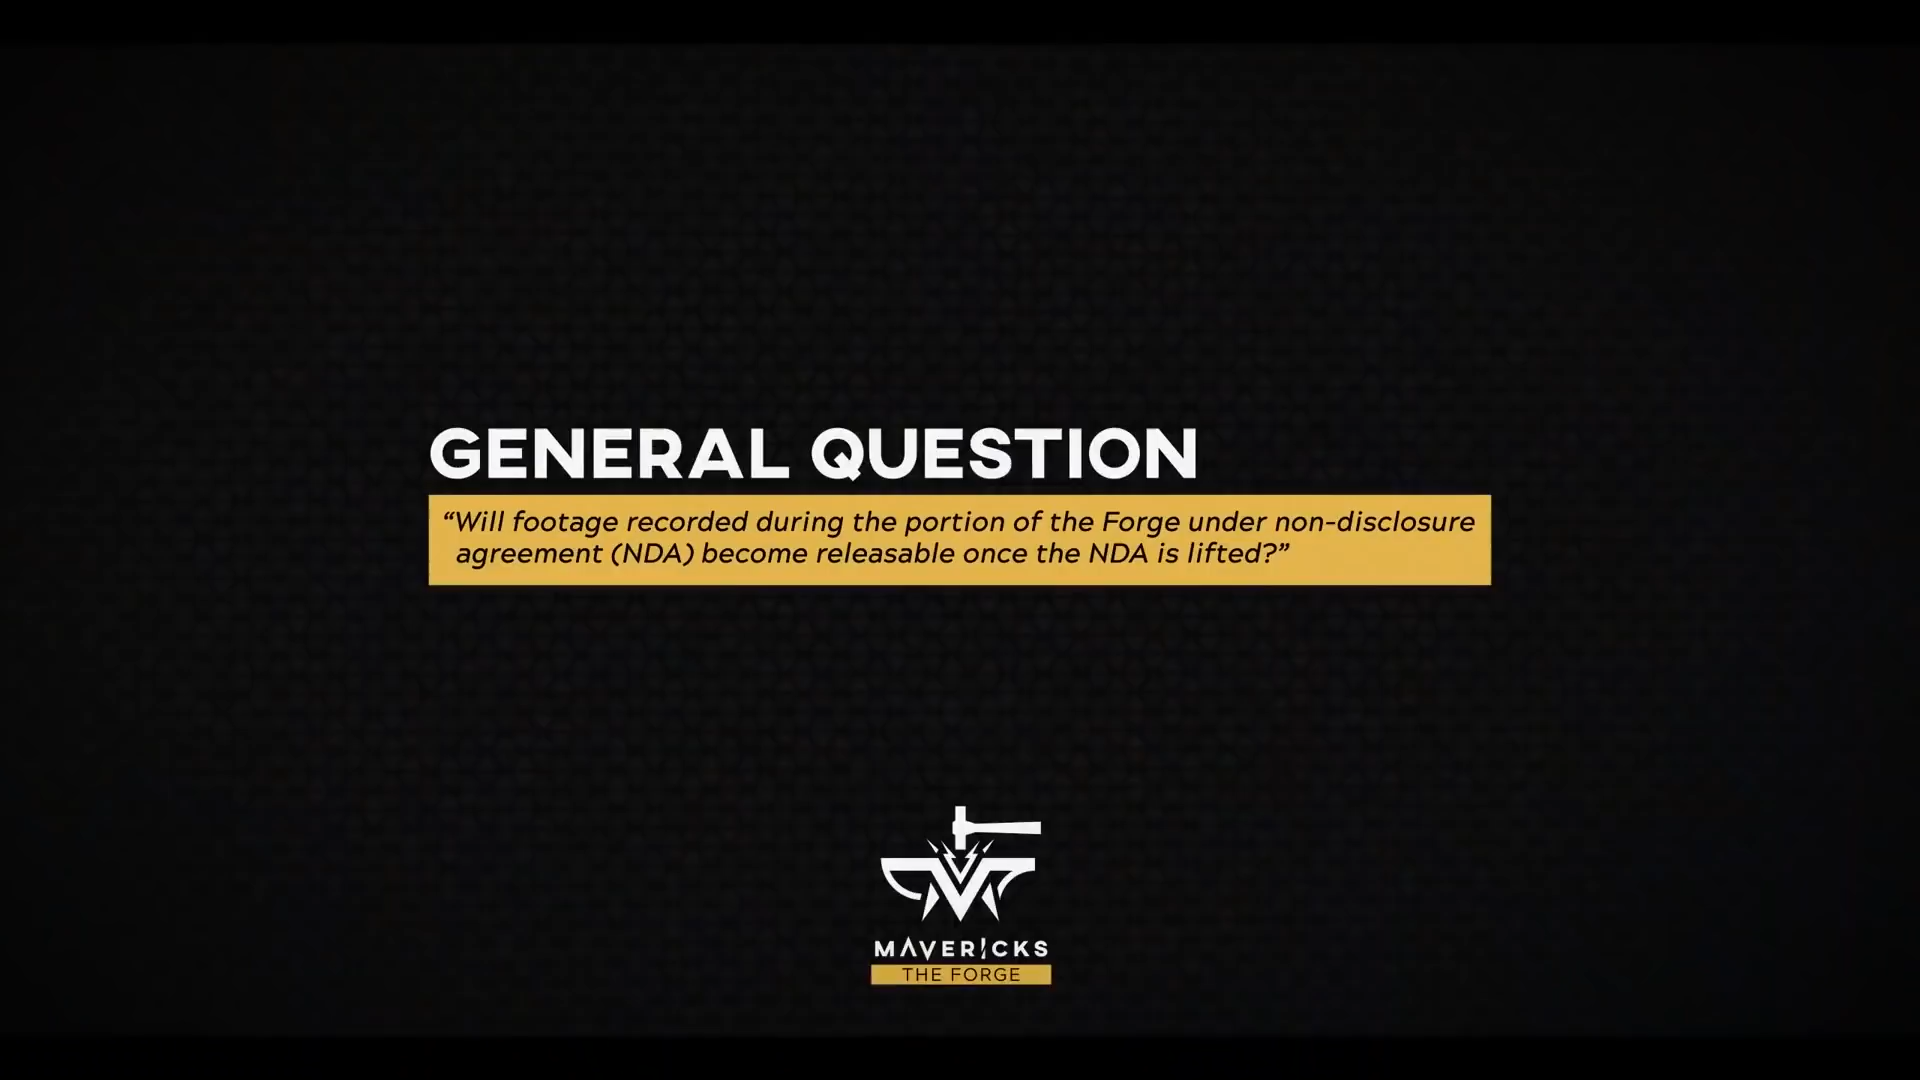 GENERAL QUESTION
“Will footage recorded during the portion of the Forge under non-disclosure
agreement (NDA) become releasable once the NDA is lifted?”
MAVERICKS
THE FORGE